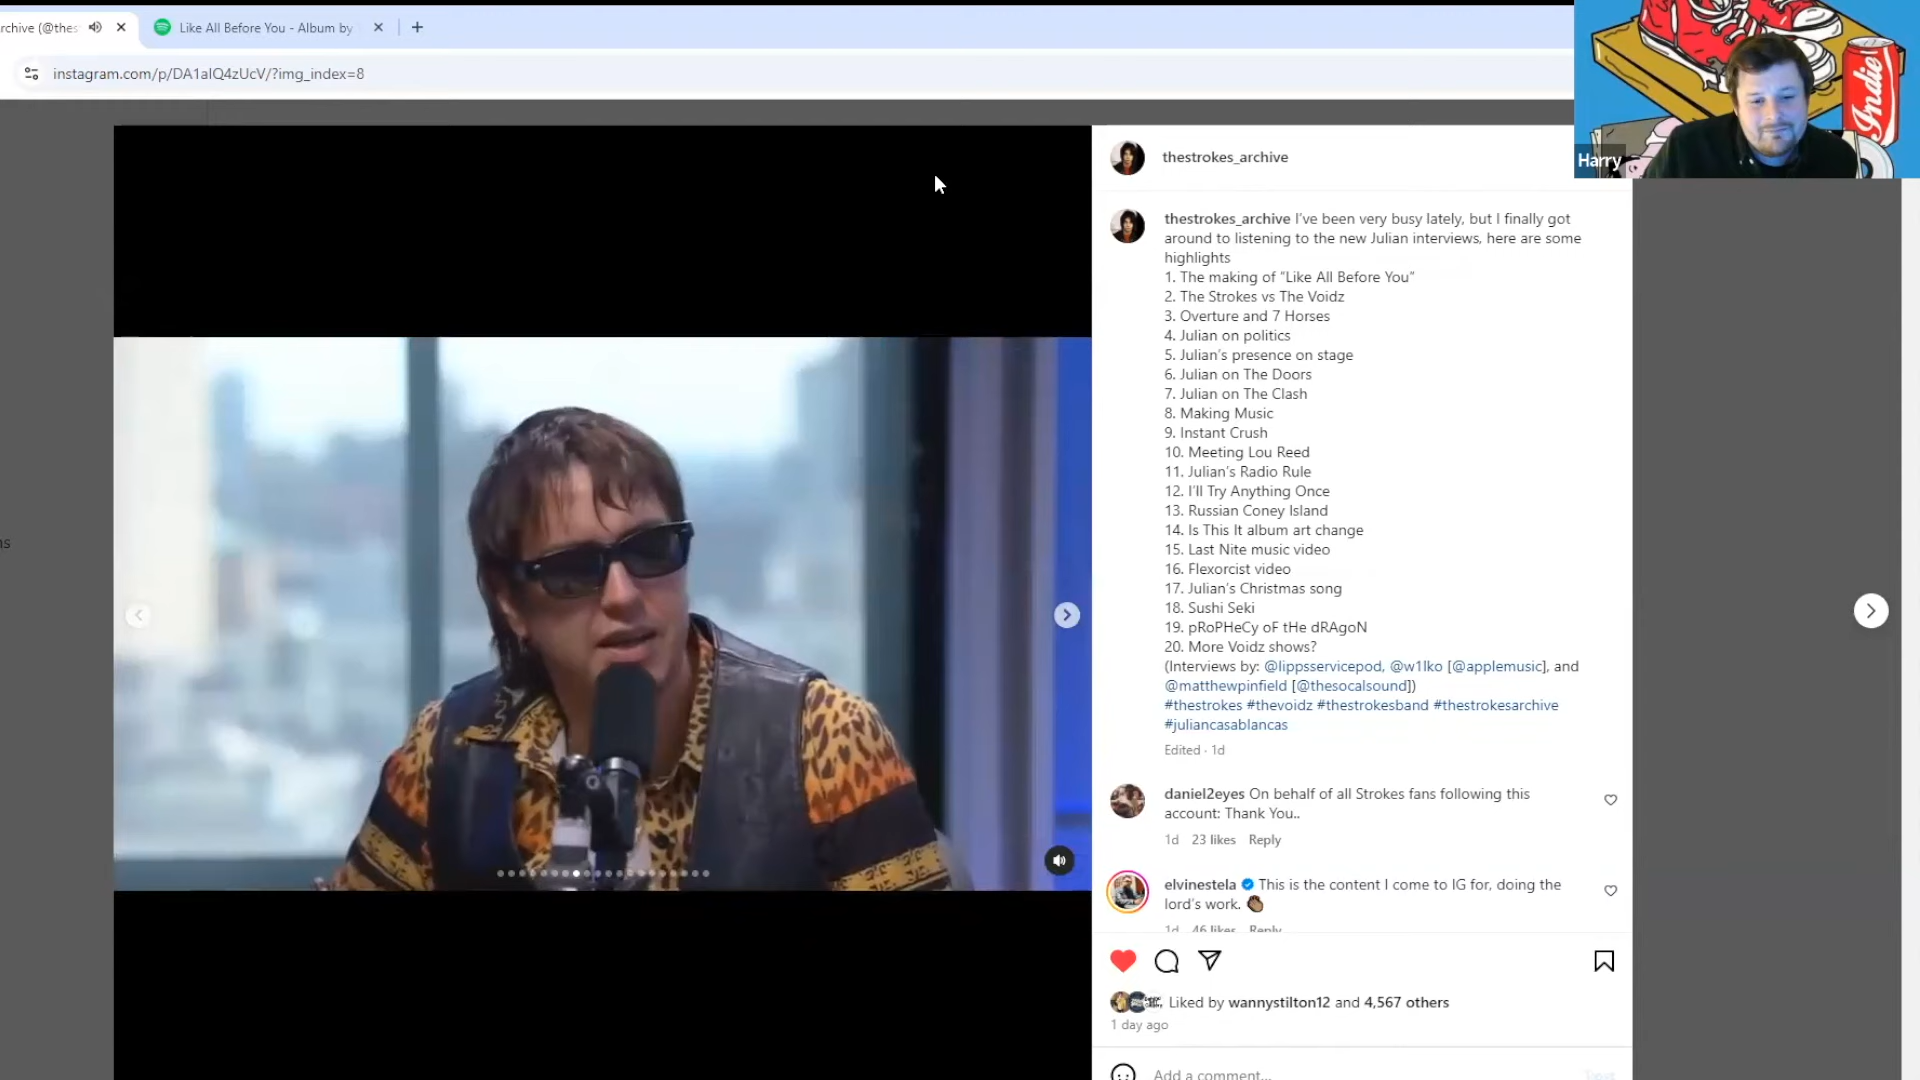 rchive (@thes
Like All Before You - Album by
instagram.com/p/DA1aIQ4zUcV/?img_index=8
Indie
Harry
thestrokes_archive
thestrokes_archive I've been very busy lately, but I finally got
around to listening to the new Julian interviews, here are some
highlights
1. The making of “Like All Before You”
2. The Strokes vs The Voidz
3. Overture and 7 Horses
4. Julian on politics
5. Julian's presence on stage
6. Julian on The Doors
7. Julian on The Clash
8. Making Music
9. Instant Crush
10. Meeting Lou Reed
11. Julian's Radio Rule
12. I'll Try Anything Once
13. Russian Coney Island
14. Is This It album art change
15. Last Nite music video
16. Flexorcist video
17. Julian's Christmas song
18. Sushi Seki
19. pRoPHeCy oF tHe dRAgoN
20. More Voidz shows?
(Interviews by: @lippsservicepod, @w1lko [@applemusic], and
@matthewpinfield [@thesocalsound])
#thestrokes #thevoidz #thestrokesband #thestrokesarchive
#juliancasablancas
Edited · 1d
daniel2eyes On behalf of all Strokes fans following this
account: Thank You..
1d 23 likes Reply
elvinestela This is the content I come to IG for, doing the
lord's work.
1d 46 likes Reply
Liked by wannystilton12 and 4,567 others
1 day ago
Add a comment...
Post
ns